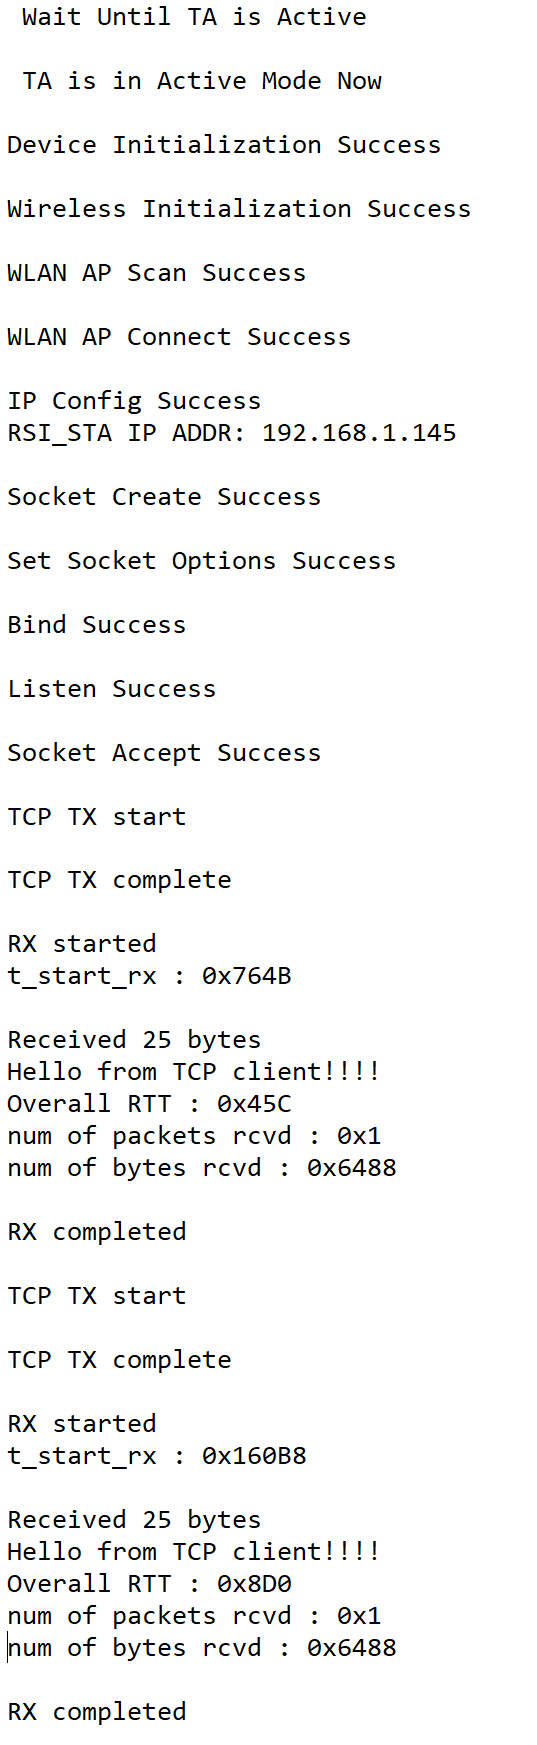 Wait Until TA is Active
TA is in Active Mode Now
Device Initialization Success
Wireless Initialization Success
WLAN AP Scan Success
WLAN AP Connect Success
IP Config Success
RSI_STA IP ADDR: 192.168.1.145
Socket Create Success
Set Socket Options Success
Bind Success
Listen Success
Socket Accept Success
TCP TX start
TCP TX complete
RX started
t_start_rx : 0x764B
Received 25 bytes
Hello from TCP client!!!!
Overall RTT : 0x45C
num of packets rcvd : 0x1
num of bytes rcvd : 0x6488
RX completed
TCP TX start
TCP TX complete
RX started
t_start_rx : 0x160B8
Received 25 bytes
Hello from TCP client!!!!
Overall RTT : 0x8D0
num of packets rcvd : 0x1
num of bytes rcvd : 0x6488
RX completed